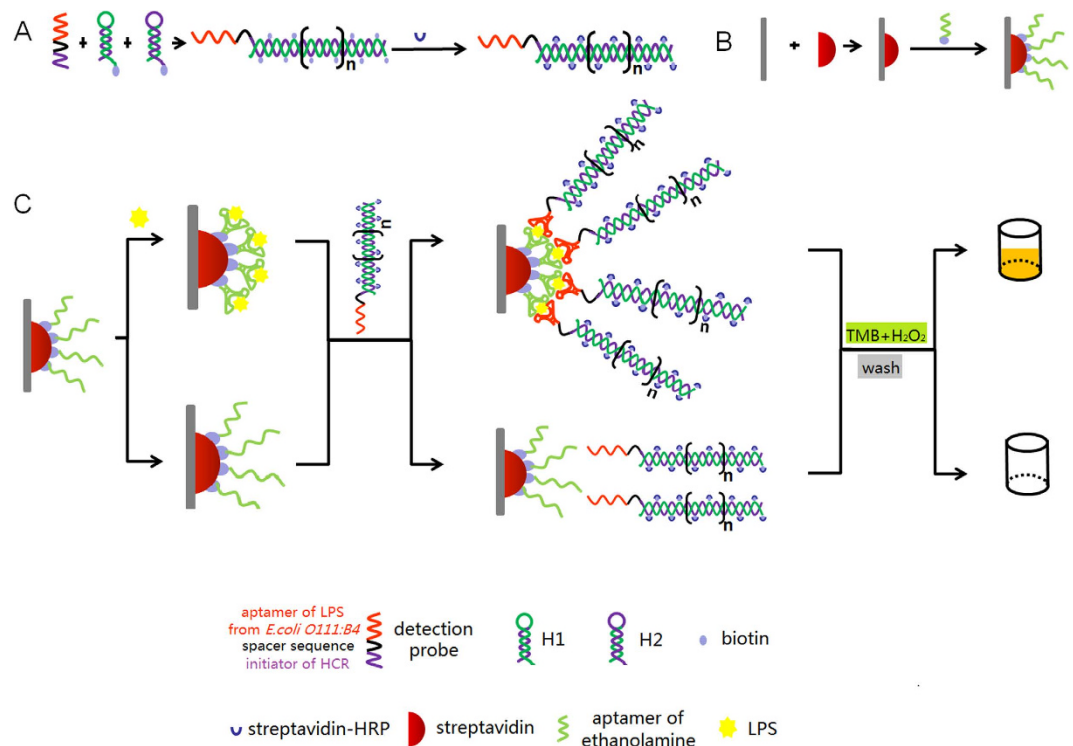 A
+
+
n
n
B
+
C
n
n
n
n
n
TMB+H₂O₂
wash
n
n
aptamer of LPS
from E.coli O111:B4
spacer sequence
initiator of HCR
detection
probe
H1
H2
biotin
streptavidin-HRP
streptavidin
aptamer of
ethanolamine
LPS